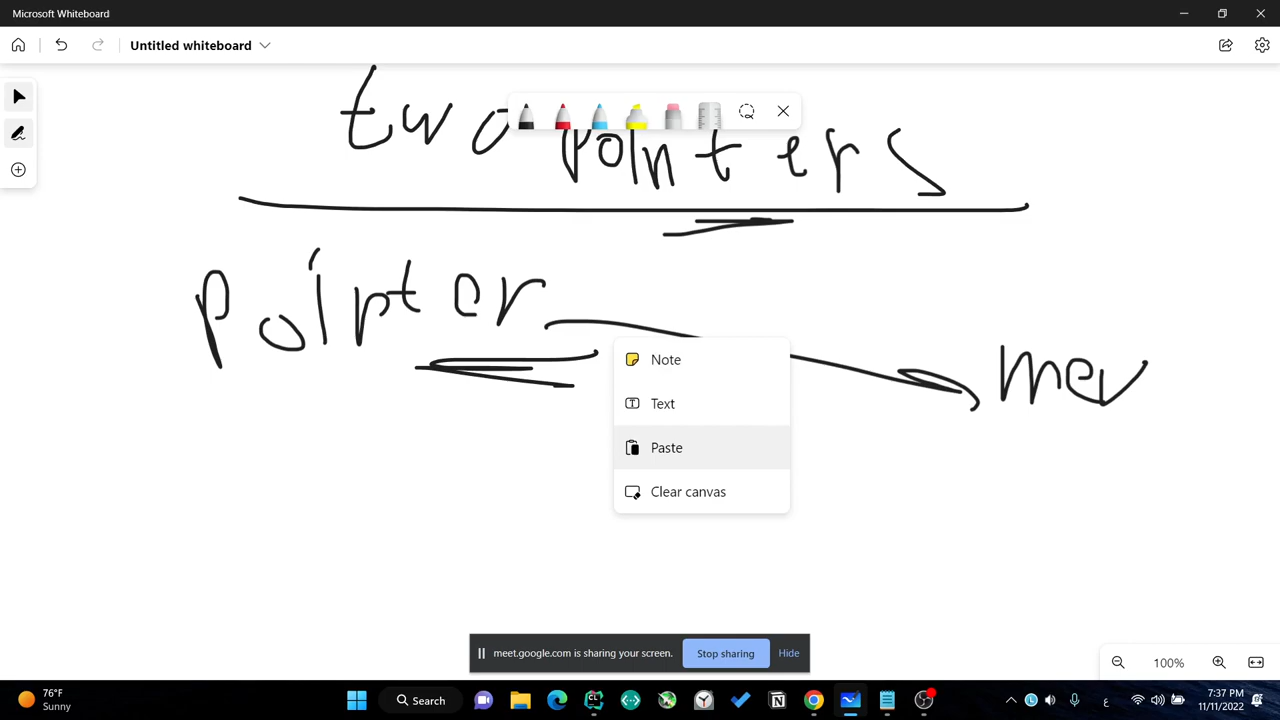 Microsoft Whiteboard
Untitled whiteboard
two pointers
pointer
Note
Text
Paste
Clear canvas
meet.google.com is sharing your screen.
Stop sharing
Hide
100%
76°F
Sunny
Search
ع
7:37 PM
11/11/2022